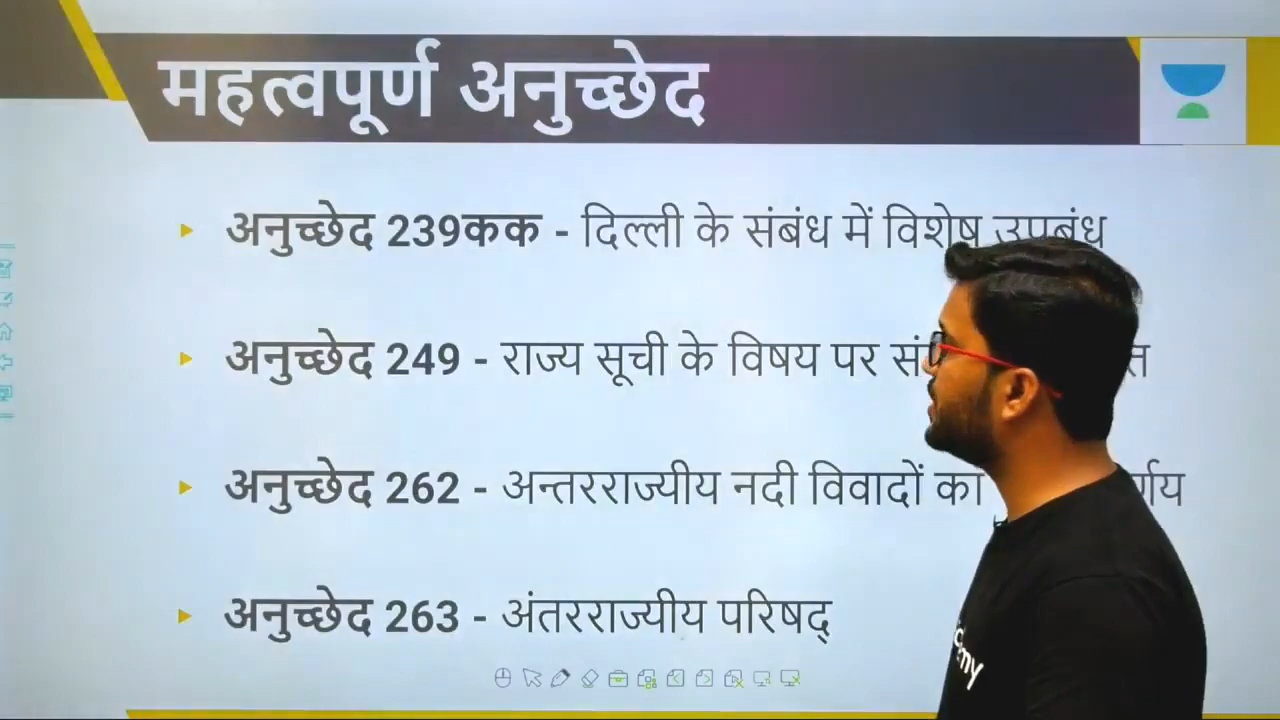 महत्वपूर्ण अनुच्छेद
अनुच्छेद 239कक - दिल्ली के संबंध में विशेष उपबंध
अनुच्छेद 249 - राज्य सूची के विषय पर
अनुच्छेद 262 - अन्तरराज्यीय नदी विवादों का
अनुच्छेद 263 - अंतरराज्यीय परिषद्